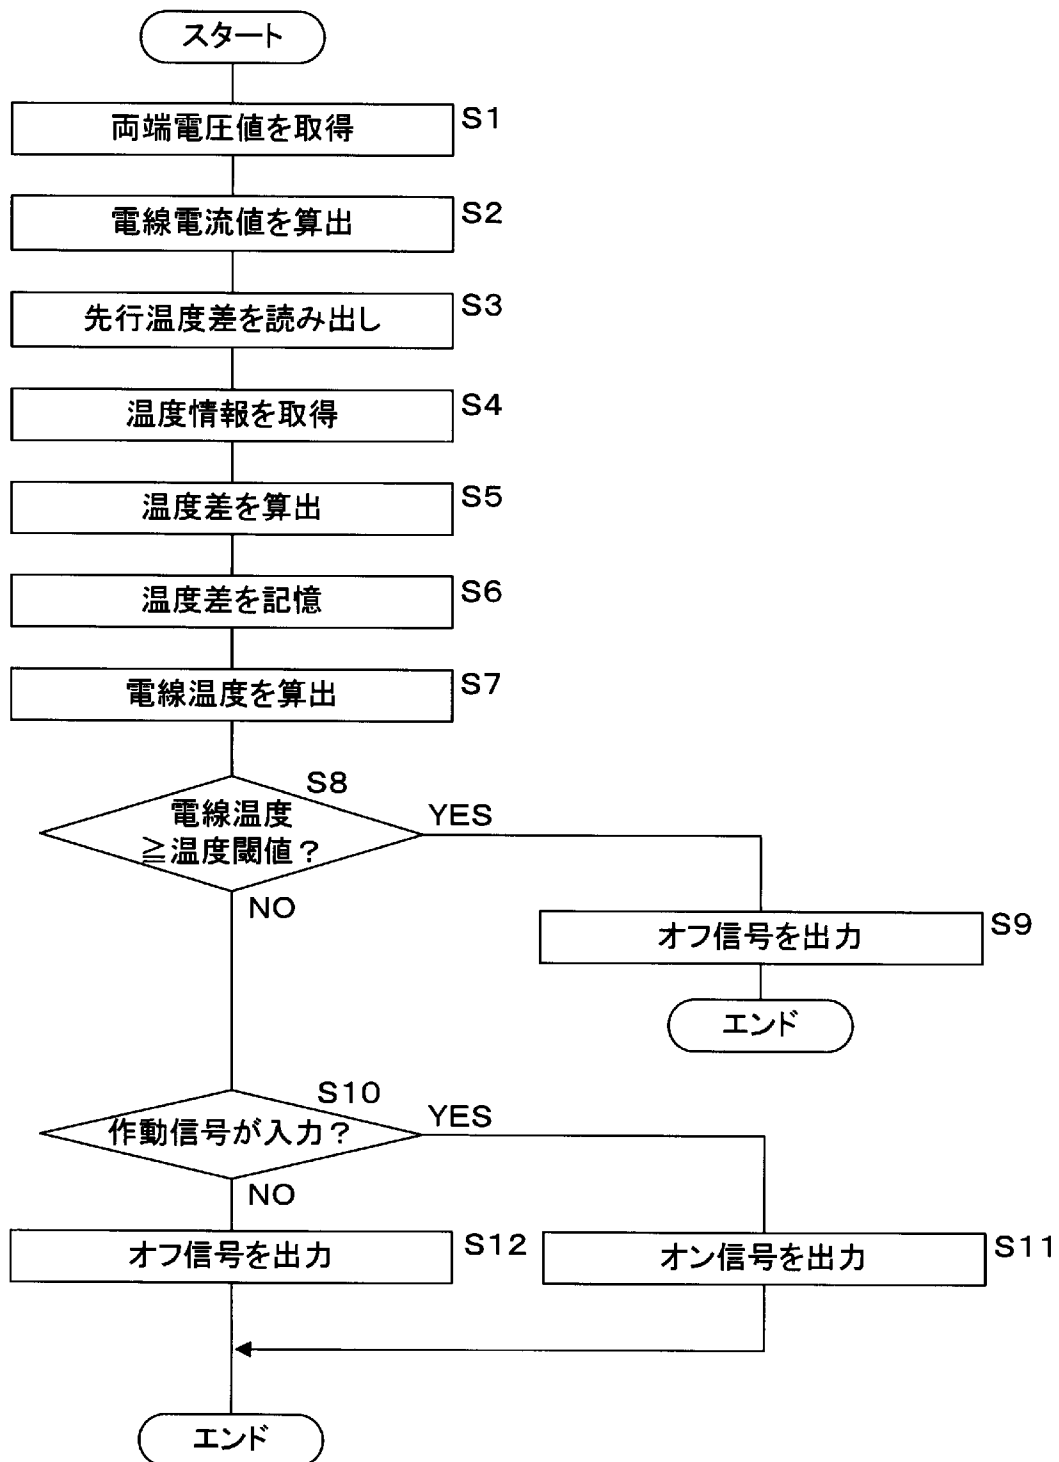 スタート
両端電圧値を取得
S1
電線電流値を算出
S2
先行温度差を読み出し
S3
温度情報を取得
S4
温度差を算出
S5
温度差を記憶
S6
電線温度を算出
S7
S8
電線温度
≧温度閾値？
YES
NO
オフ信号を出力
S9
エンド
S10
作動信号が入力？
YES
NO
オフ信号を出力
S12
オン信号を出力
S11
エンド